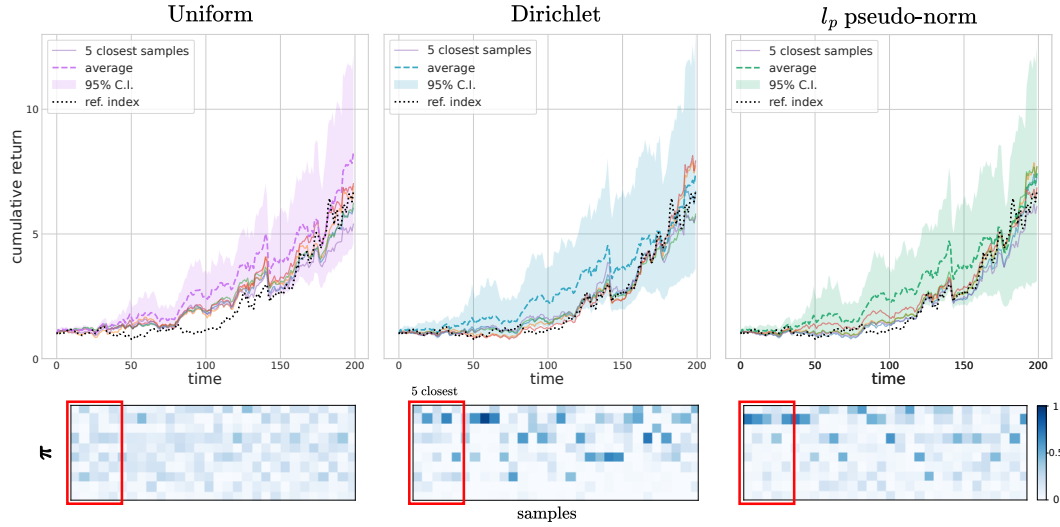 Uniform
Dirichlet
l_p pseudo-norm
5 closest samples
average
95% C.I.
ref. index
5 closest samples
average
95% C.I.
ref. index
5 closest samples
average
95% C.I.
ref. index
cumulative return
10
5
0
0 50 100 150 200
0 50 100 150 200
0 50 100 150 200
time
time
time
5 closest
π
1
0.5
0
samples